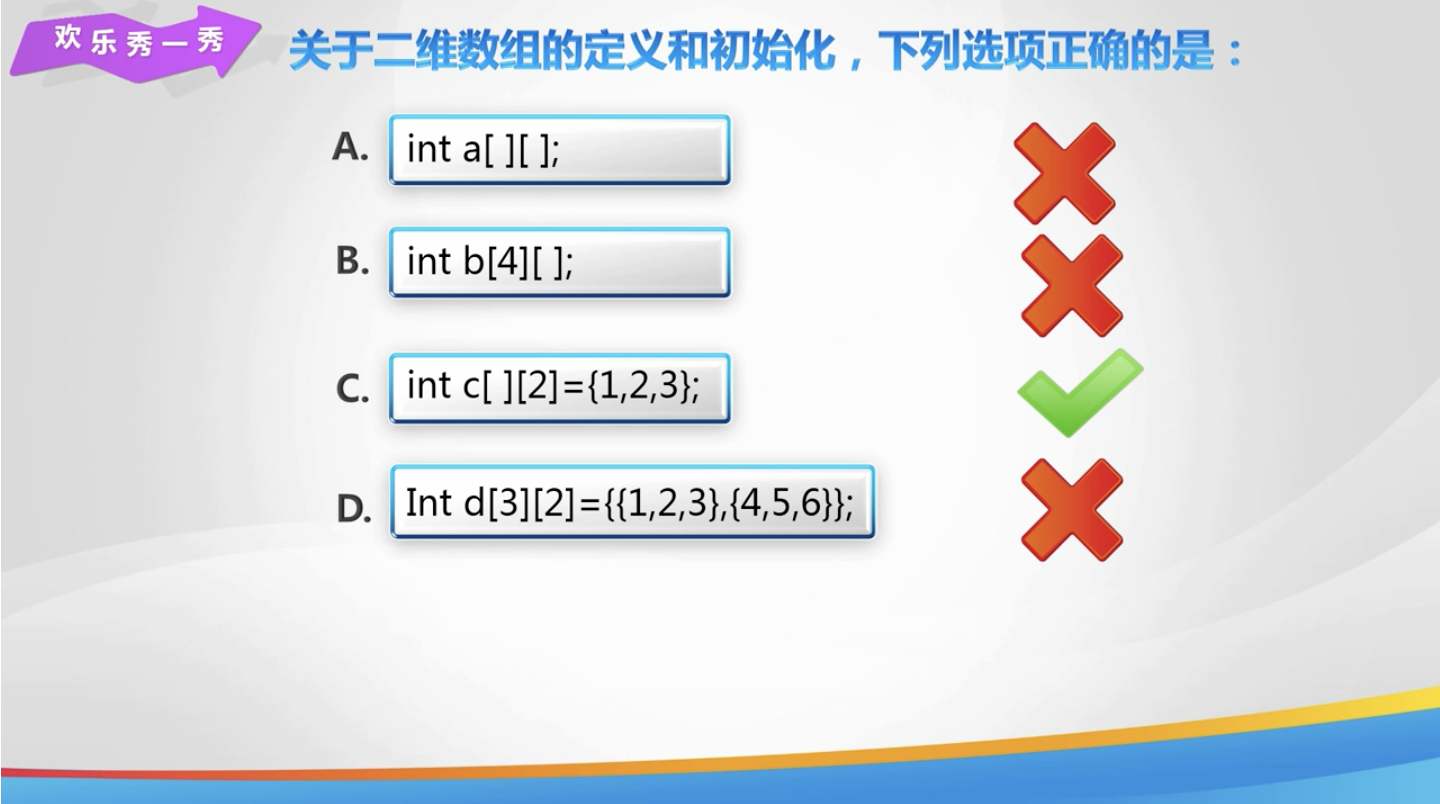 欢乐秀一秀
关于二维数组的定义和初始化，下列选项正确的是：
A. int a[ ][ ];
B. int b[4][ ];
C. int c[ ][2]={1,2,3};
D. Int d[3][2]={{1,2,3},{4,5,6}};